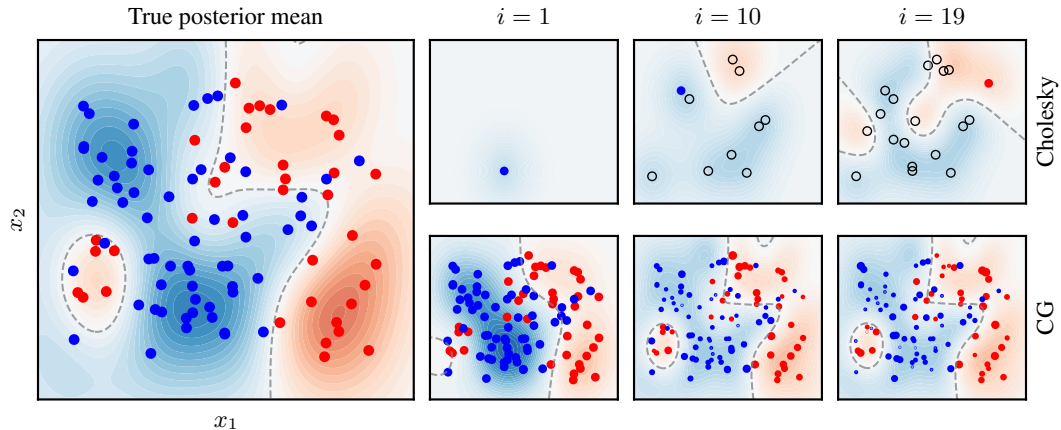 True posterior mean
i = 1
i = 10
i = 19
Cholesky
x2
CG
x1